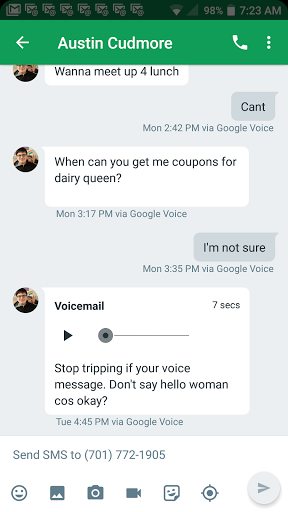 98% 7:23 AM
Austin Cudmore
Wanna meet up 4 lunch
Cant
Mon 2:42 PM via Google Voice
When can you get me coupons for
dairy queen?
Mon 3:17 PM via Google Voice
I'm not sure
Mon 3:35 PM via Google Voice
Voicemail 7 secs
Stop tripping if your voice
message. Don't say hello woman
cos okay?
Tue 4:45 PM via Google Voice
Send SMS to (701) 772-1905